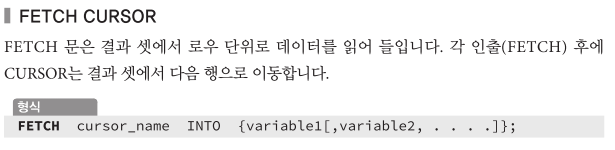 FETCH CURSOR
FETCH 문은 결과 셋에서 로우 단위로 데이터를 읽어 들입니다. 각 인출(FETCH) 후에
CURSOR는 결과 셋에서 다음 행으로 이동합니다.
형식
FETCH cursor_name INTO {variable1[,variable2, . . . .]};